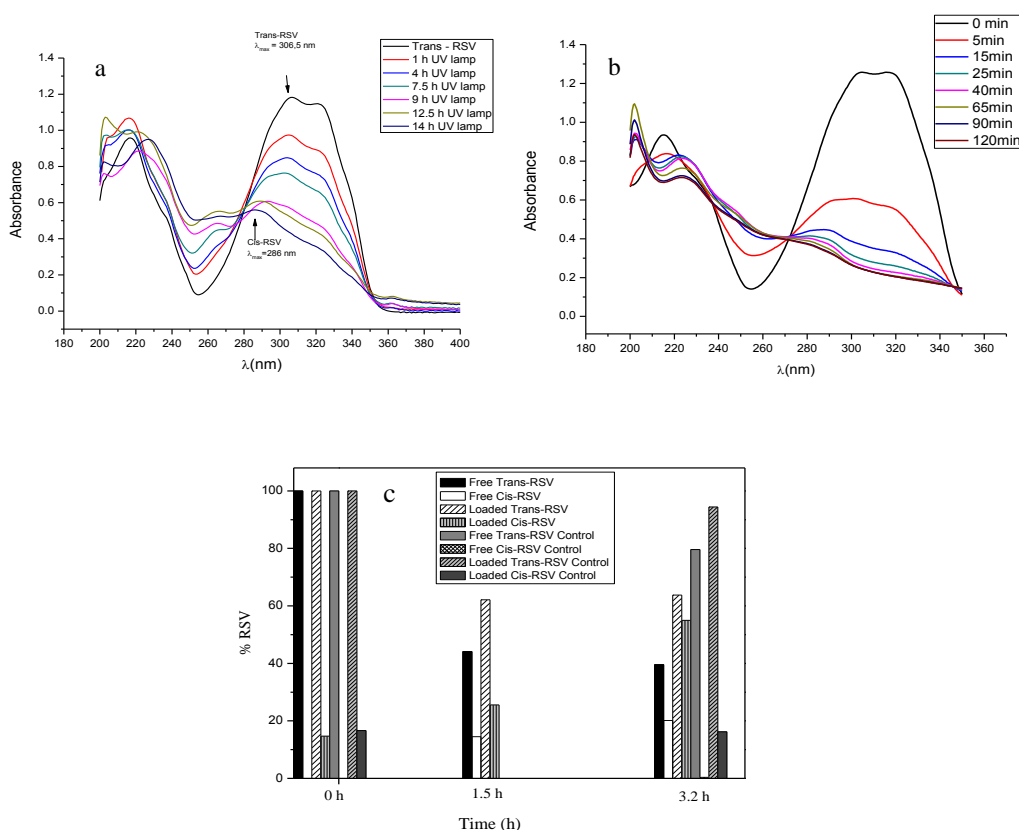 a
Trans-RSV
λmax = 306,5 nm
Cis-RSV
λmax=286 nm
Trans - RSV
1 h UV lamp
4 h UV lamp
7.5 h UV lamp
9 h UV lamp
12.5 h UV lamp
14 h UV lamp
Absorbance
1.4
1.2
1.0
0.8
0.6
0.4
0.2
0.0
180 200 220 240 260 280 300 320 340 360 380 400
λ(nm)
b
0 min
5min
15min
25min
40min
65min
90min
120min
Absorbance
1.4
1.2
1.0
0.8
0.6
0.4
0.2
0.0
180 200 220 240 260 280 300 320 340 360
λ(nm)
c
Free Trans-RSV
Free Cis-RSV
Loaded Trans-RSV
Loaded Cis-RSV
Free Trans-RSV Control
Free Cis-RSV Control
Loaded Trans-RSV Control
Loaded Cis-RSV Control
% RSV
100
80
60
40
20
0
0 h 1.5 h 3.2 h
Time (h)